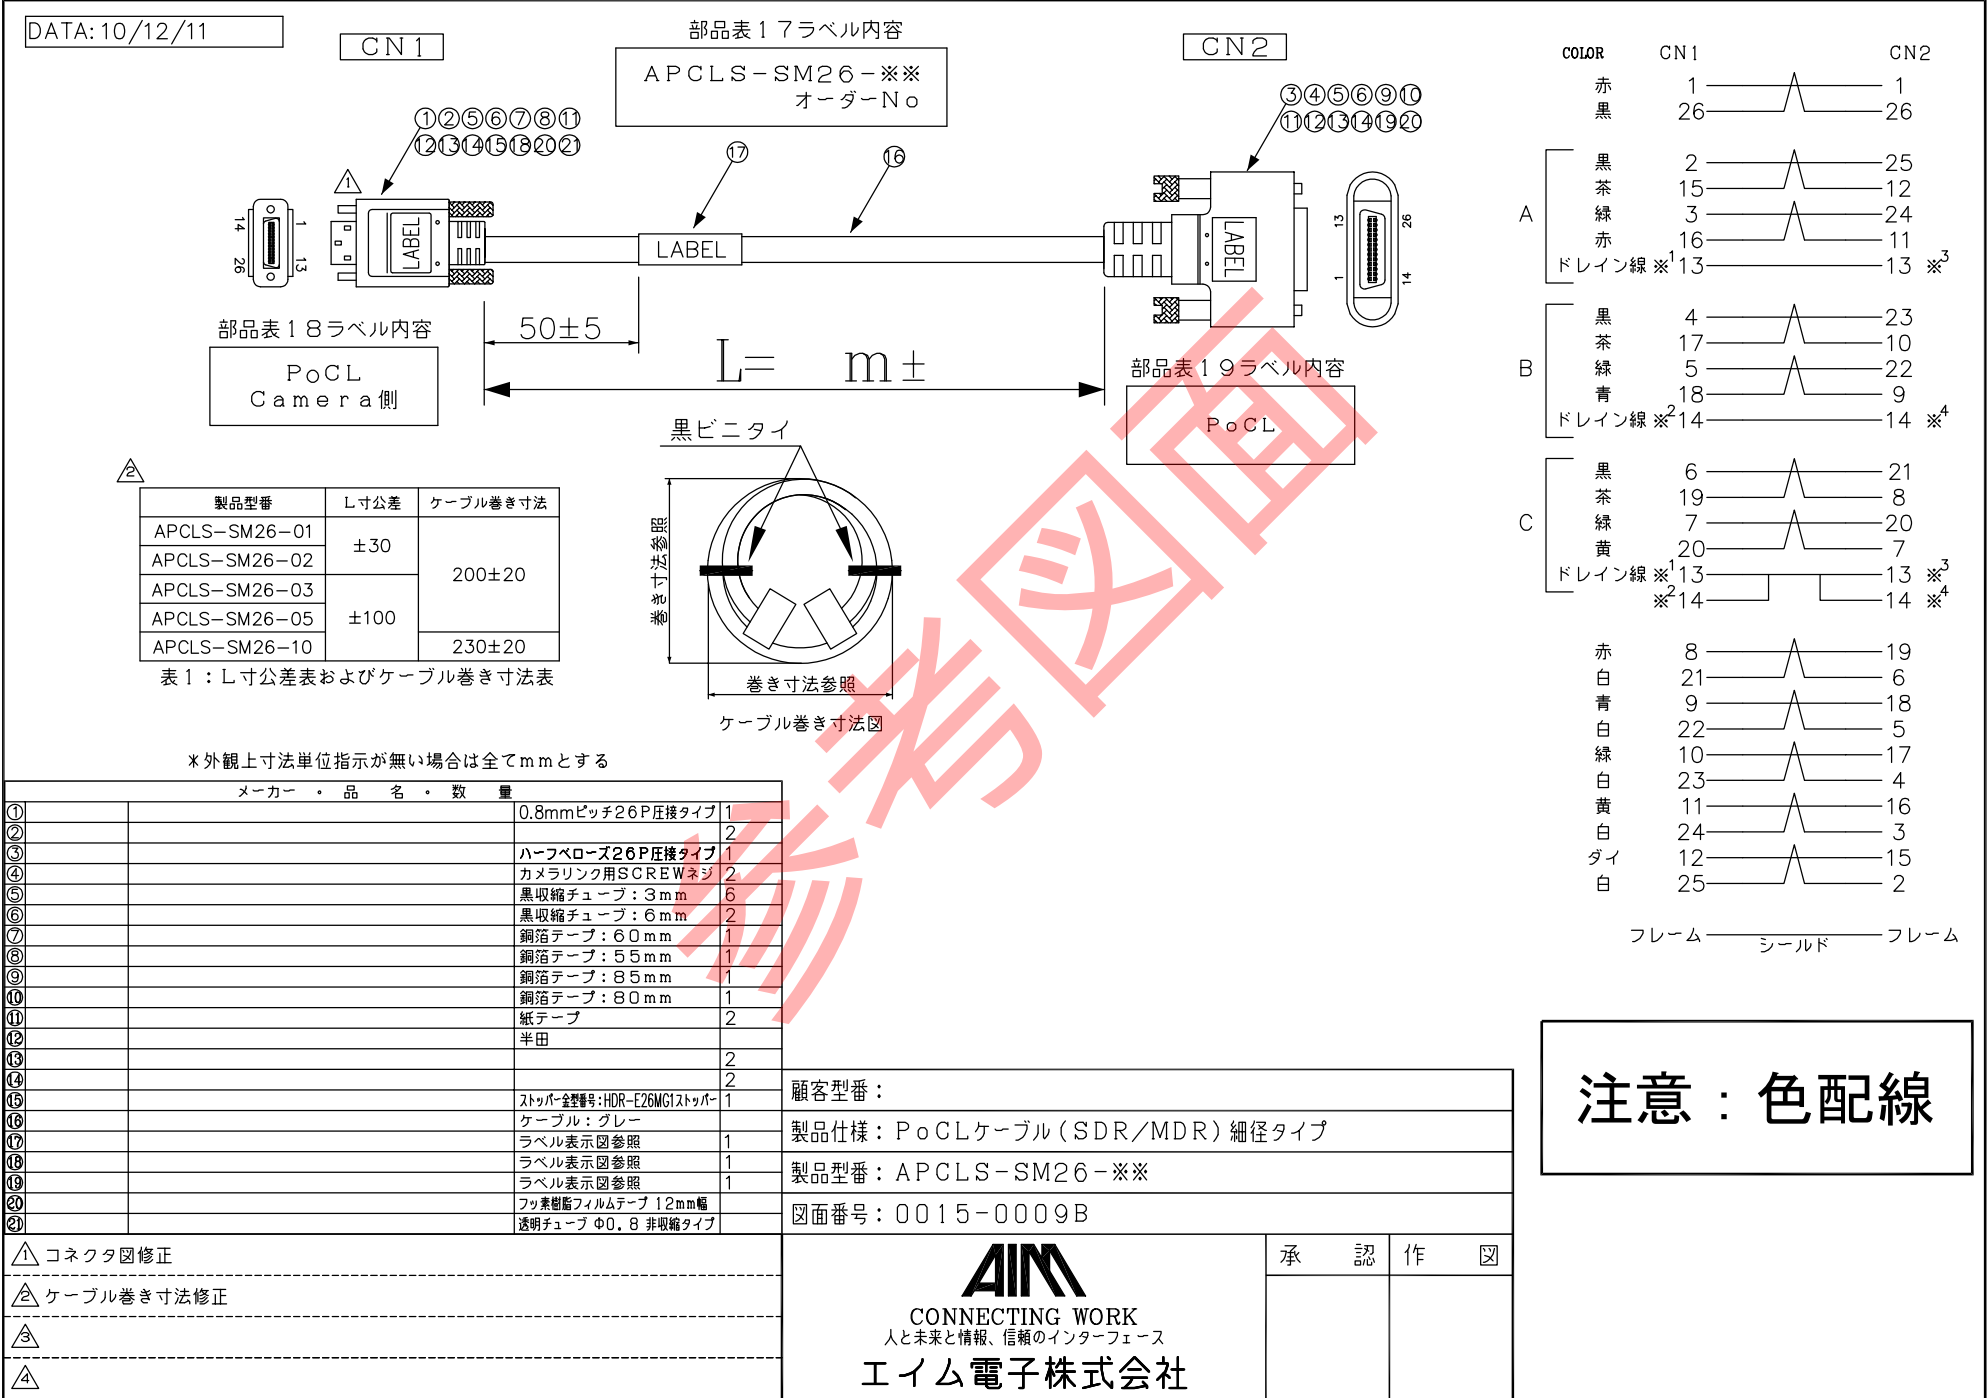 DATA:10/12/11
CN1
部品表17ラベル内容
APCLS-SM26-※※
オーダーNo
CN2
①②⑤⑥⑦⑧⑪
⑫⑬⑭⑮⑱⑳㉑
③④⑤⑥⑨⑩
⑪⑫⑬⑭⑲⑳
⑰
⑯
1
14
26
1
13
LABEL
LABEL
LABEL
13
1
26
14
部品表18ラベル内容
PoCL
Camera側
50±5
L= m±
部品表19ラベル内容
PoCL
黒ビニタイ
巻き寸法参照
巻き寸法参照
ケーブル巻き寸法図
2
製品型番 L寸公差 ケーブル巻き寸法
APCLS-SM26-01 ±30 200±20
APCLS-SM26-02
APCLS-SM26-03 ±100
APCLS-SM26-05
APCLS-SM26-10 230±20
表1:L寸公差表およびケーブル巻き寸法表
*外観上寸法単位指示が無い場合は全てmmとする
メーカー ・ 品 名 ・ 数 量
① 0.8mmピッチ26P圧接タイプ 1
② 2
③ ハーフベローズ26P圧接タイプ 1
④ カメラリンク用SCREWネジ 2
⑤ 黒収縮チューブ:3mm 6
⑥ 黒収縮チューブ:6mm 2
⑦ 銅箔テープ:60mm 1
⑧ 銅箔テープ:55mm 1
⑨ 銅箔テープ:85mm 1
⑩ 銅箔テープ:80mm 1
⑪ 紙テープ 2
⑫ 半田
⑬ 2
⑭ 2
⑮ ストッパー金型番号:HDR-E26MG1ストッパー 1
⑯ ケーブル:グレー
⑰ ラベル表示図参照 1
⑱ ラベル表示図参照 1
⑲ ラベル表示図参照 1
⑳ フッ素樹脂フィルムテープ 12mm幅
㉑ 透明チューブ Φ0.8 非収縮タイプ
1 コネクタ図修正
2 ケーブル巻き寸法修正
3
4
顧客型番:
製品仕様:PoCLケーブル(SDR/MDR)細径タイプ
製品型番:APCLS-SM26-※※
図面番号:0015-0009B
AIM
CONNECTING WORK
人と未来と情報、信頼のインターフェース
エイム電子株式会社
承 認 作 図
COLOR CN1 CN2
赤 1 1
黒 26 26
A
黒 2 25
茶 15 12
緑 3 24
赤 16 11
ドレイン線 ※1 13 13 ※3
B
黒 4 23
茶 17 10
緑 5 22
青 18 9
ドレイン線 ※2 14 14 ※4
C
黒 6 21
茶 19 8
緑 7 20
黄 20 7
ドレイン線 ※1 13 13 ※3
※2 14 14 ※4
赤 8 19
白 21 6
青 9 18
白 22 5
緑 10 17
白 23 4
黄 11 16
白 24 3
ダイ 12 15
白 25 2
フレーム シールド フレーム
注意:色配線
参考図面